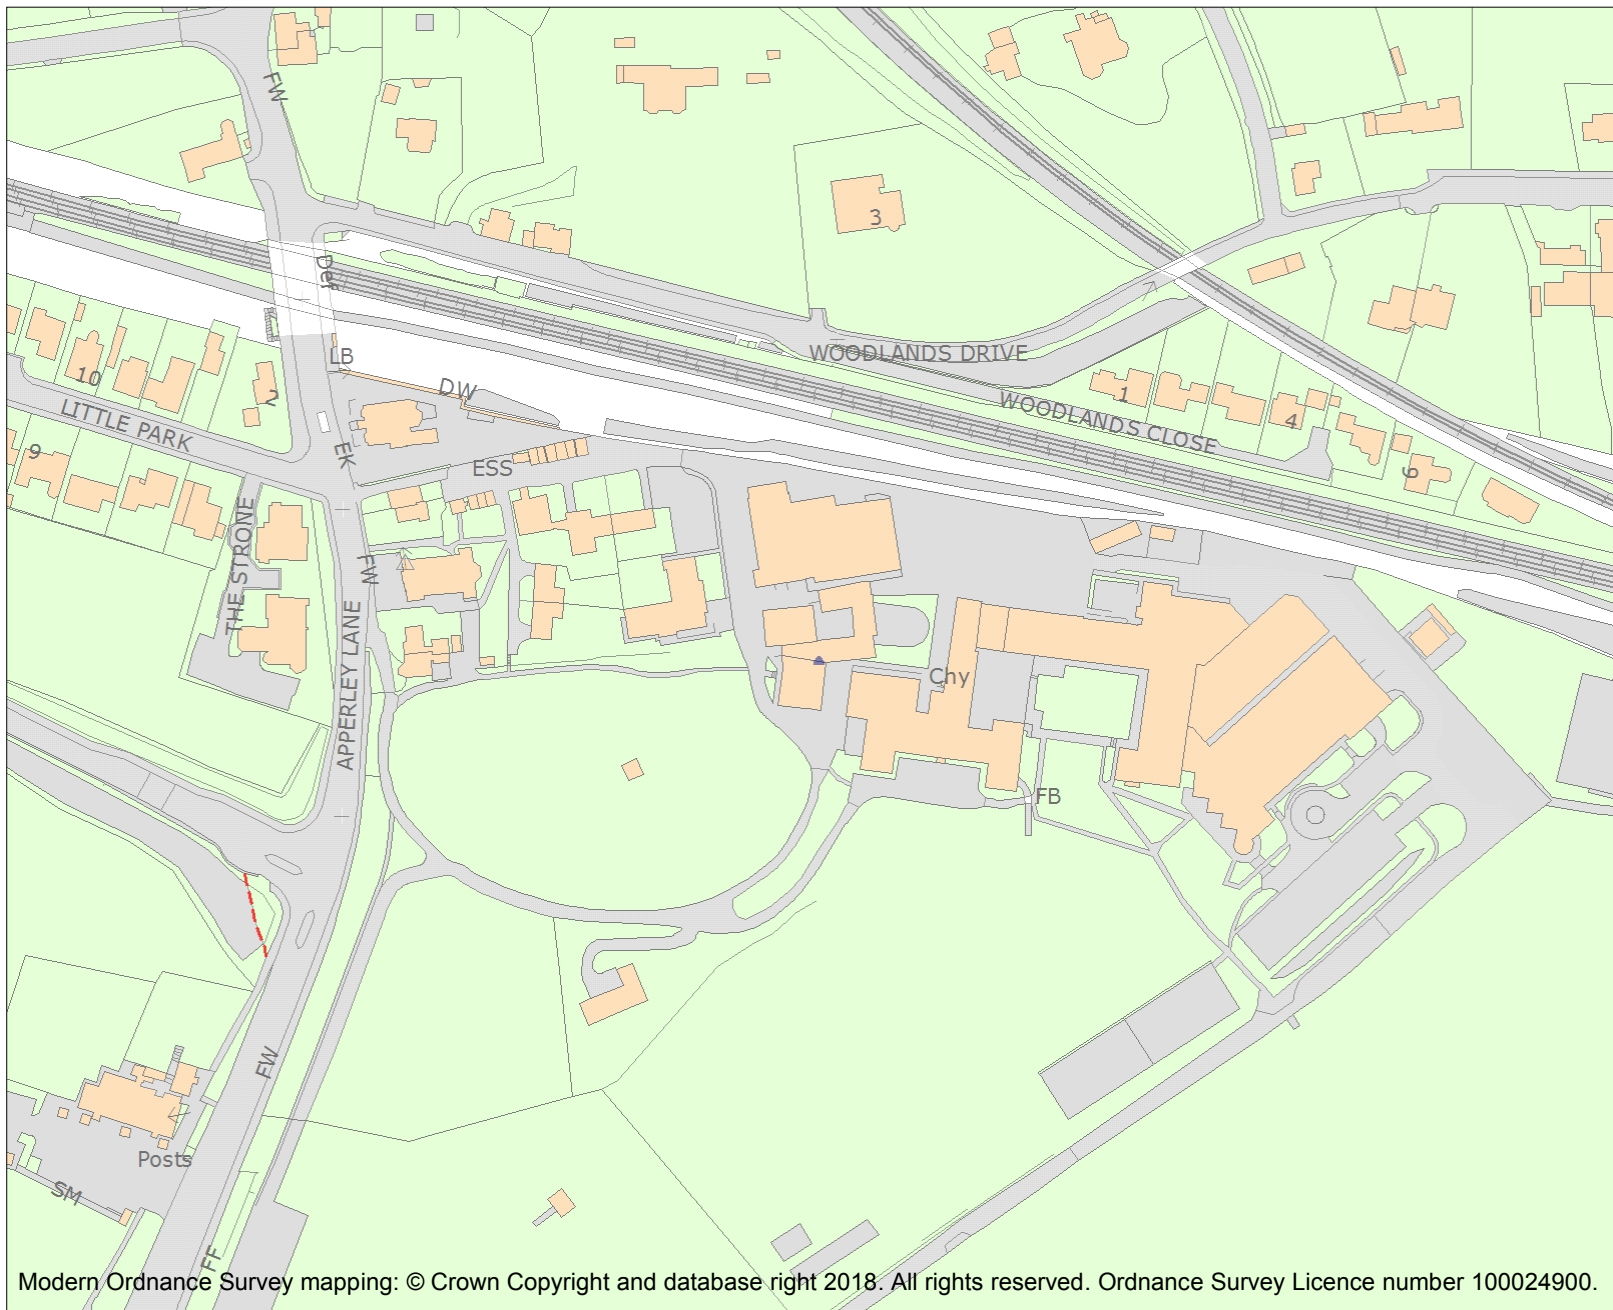 FW
3
Def
WOODLANDS DRIVE
LB
DW
10
2
1
WOODLANDS CLOSE
4
LITTLE PARK
EK
ESS
9
6
THE STRONE
FW
APPERLEY LANE
Chy
FB
FW
Posts
SM
FF
Modern Ordnance Survey mapping: © Crown Copyright and database right 2018. All rights reserved. Ordnance Survey Licence number 100024900.